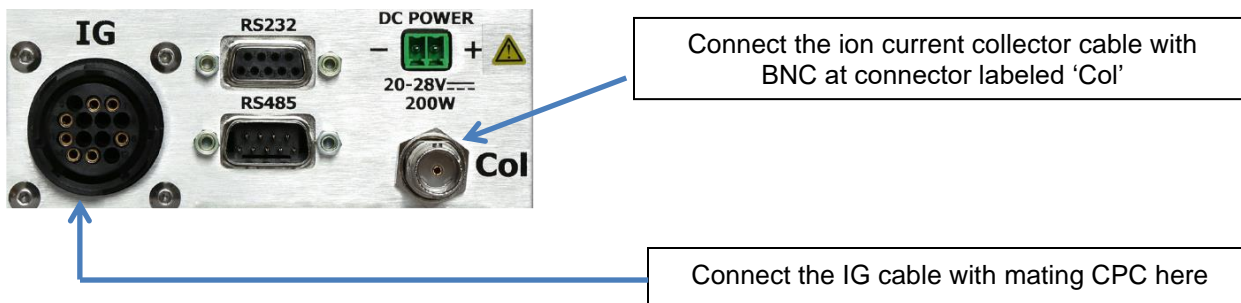 IG
RS232
RS485
DC POWER
− +
20-28V⎓
200W
Col
Connect the ion current collector cable with
BNC at connector labeled ‘Col’
Connect the IG cable with mating CPC here